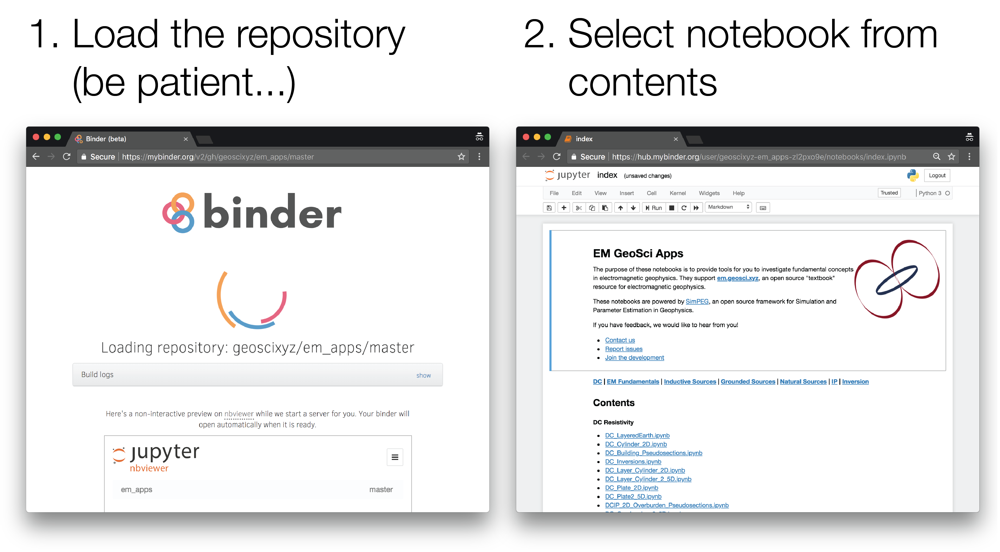 1. Load the repository
(be patient...)
2. Select notebook from
contents
Binder (beta)
Secure https://mybinder.org/v2/gh/geoscixyz/em_apps/master
binder
Loading repository: geoscixyz/em_apps/master
Build logs show
Here's a non-interactive preview on nbviewer while we start a server for you. Your binder will
open automatically when it is ready.
jupyter
nbviewer
em_apps master
index
Secure https://hub.mybinder.org/user/geoscixyz-em_apps-zl2pxo9e/notebooks/index.ipynb
jupyter index (unsaved changes) Logout
File Edit View Insert Cell Kernel Widgets Help Trusted Python 3
Run Markdown
EM GeoSci Apps
The purpose of these notebooks is to provide tools for you to investigate fundamental concepts
in electromagnetic geophysics. They support em.geosci.xyz, an open source "textbook"
resource for electromagnetic geophysics.
These notebooks are powered by SimPEG, an open source framework for Simulation and
Parameter Estimation in Geophysics.
If you have feedback, we would like to hear from you!
• Contact us
• Report issues
• Join the development
DC | EM Fundamentals | Inductive Sources | Grounded Sources | Natural Sources | IP | Inversion
Contents
DC Resistivity
• DC_LayeredEarth.ipynb
• DC_Cylinder_2D.ipynb
• DC_Building_Pseudosections.ipynb
• DC_Inversions.ipynb
• DC_Layer_Cylinder_2D.ipynb
• DC_Layer_Cylinder_2_5D.ipynb
• DC_Plate_2D.ipynb
• DC_Plate2_5D.ipynb
• DCIP_2D_Overburden_Pseudosections.ipynb